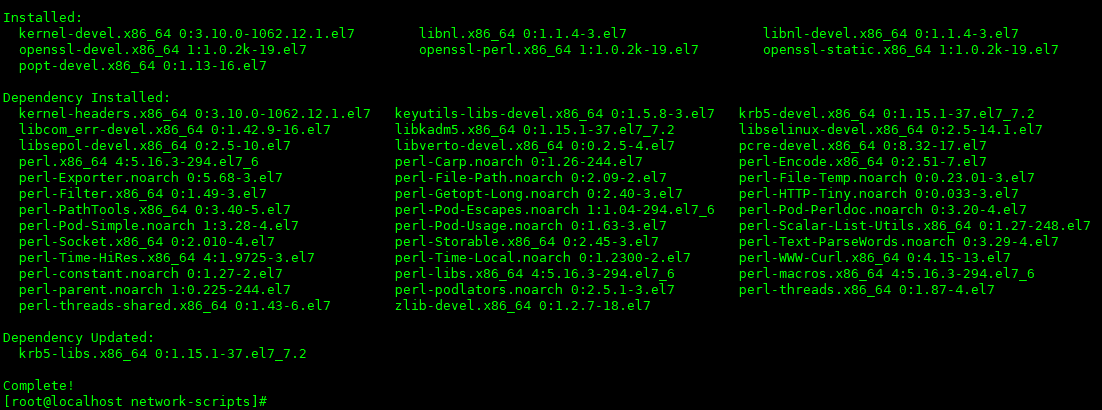 Installed:
  kernel-devel.x86_64 0:3.10.0-1062.12.1.el7        libnl.x86_64 0:1.1.4-3.el7                 libnl-devel.x86_64 0:1.1.4-3.el7
  openssl-devel.x86_64 1:1.0.2k-19.el7              openssl-perl.x86_64 1:1.0.2k-19.el7        openssl-static.x86_64 1:1.0.2k-19.el7
  popt-devel.x86_64 0:1.13-16.el7

Dependency Installed:
  kernel-headers.x86_64 0:3.10.0-1062.12.1.el7   keyutils-libs-devel.x86_64 0:1.5.8-3.el7   krb5-devel.x86_64 0:1.15.1-37.el7_7.2
  libcom_err-devel.x86_64 0:1.42.9-16.el7        libkadm5.x86_64 0:1.15.1-37.el7_7.2        libselinux-devel.x86_64 0:2.5-14.1.el7
  libsepol-devel.x86_64 0:2.5-10.el7             libverto-devel.x86_64 0:0.2.5-4.el7        pcre-devel.x86_64 0:8.32-17.el7
  perl.x86_64 4:5.16.3-294.el7_6                 perl-Carp.noarch 0:1.26-244.el7            perl-Encode.x86_64 0:2.51-7.el7
  perl-Exporter.noarch 0:5.68-3.el7              perl-File-Path.noarch 0:2.09-2.el7         perl-File-Temp.noarch 0:0.23.01-3.el7
  perl-Filter.x86_64 0:1.49-3.el7                perl-Getopt-Long.noarch 0:2.40-3.el7       perl-HTTP-Tiny.noarch 0:0.033-3.el7
  perl-PathTools.x86_64 0:3.40-5.el7             perl-Pod-Escapes.noarch 1:1.04-294.el7_6   perl-Pod-Perldoc.noarch 0:3.20-4.el7
  perl-Pod-Simple.noarch 1:3.28-4.el7            perl-Pod-Usage.noarch 0:1.63-3.el7         perl-Scalar-List-Utils.x86_64 0:1.27-248.el7
  perl-Socket.x86_64 0:2.010-4.el7               perl-Storable.x86_64 0:2.45-3.el7          perl-Text-ParseWords.noarch 0:3.29-4.el7
  perl-Time-HiRes.x86_64 4:1.9725-3.el7          perl-Time-Local.noarch 0:1.2300-2.el7      perl-WWW-Curl.x86_64 0:4.15-13.el7
  perl-constant.noarch 0:1.27-2.el7              perl-libs.x86_64 4:5.16.3-294.el7_6        perl-macros.x86_64 4:5.16.3-294.el7_6
  perl-parent.noarch 1:0.225-244.el7             perl-podlators.noarch 0:2.5.1-3.el7        perl-threads.x86_64 0:1.87-4.el7
  perl-threads-shared.x86_64 0:1.43-6.el7        zlib-devel.x86_64 0:1.2.7-18.el7

Dependency Updated:
  krb5-libs.x86_64 0:1.15.1-37.el7_7.2

Complete!
[root@localhost network-scripts]#